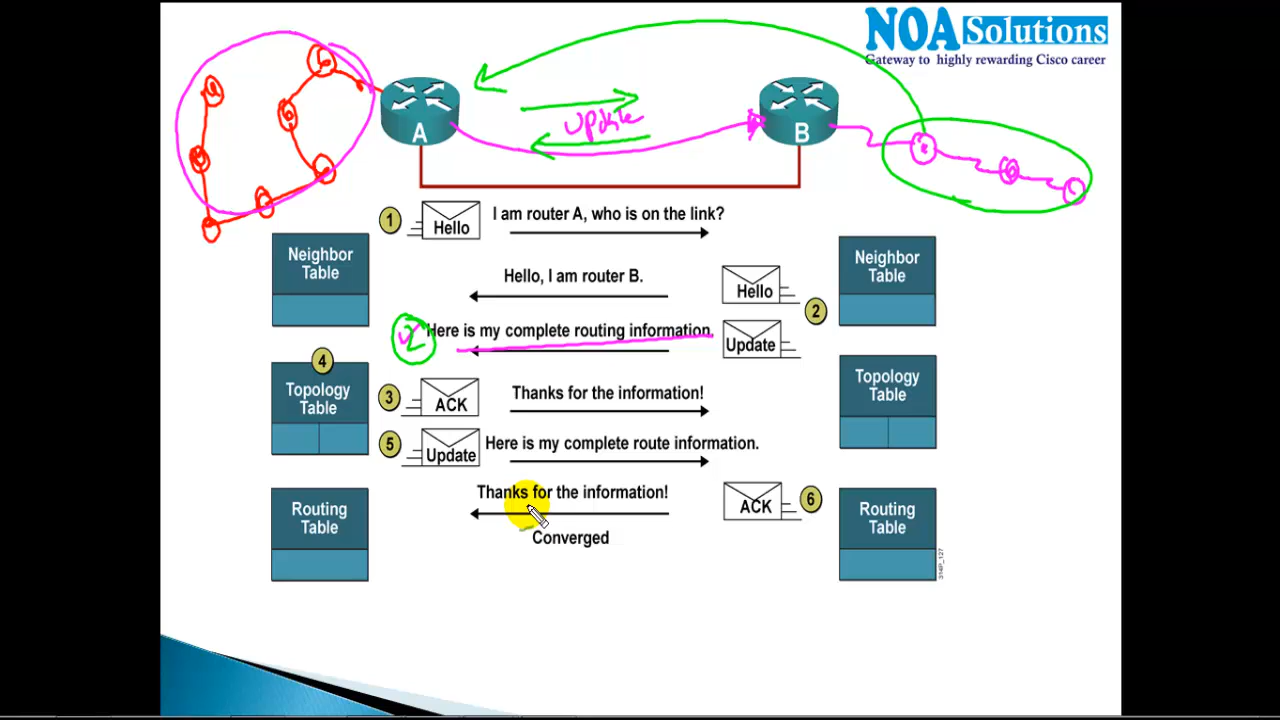 NOA Solutions
Gateway to highly rewarding Cisco career
update
A
B
1
Hello
I am router A, who is on the link?
Neighbor
Table
Hello, I am router B.
Hello
2
Neighbor
Table
2
Here is my complete routing information.
Update
4
Topology
Table
3
ACK
Thanks for the information!
Topology
Table
5
Update
Here is my complete route information.
Thanks for the information!
ACK
6
Routing
Table
Converged
Routing
Table